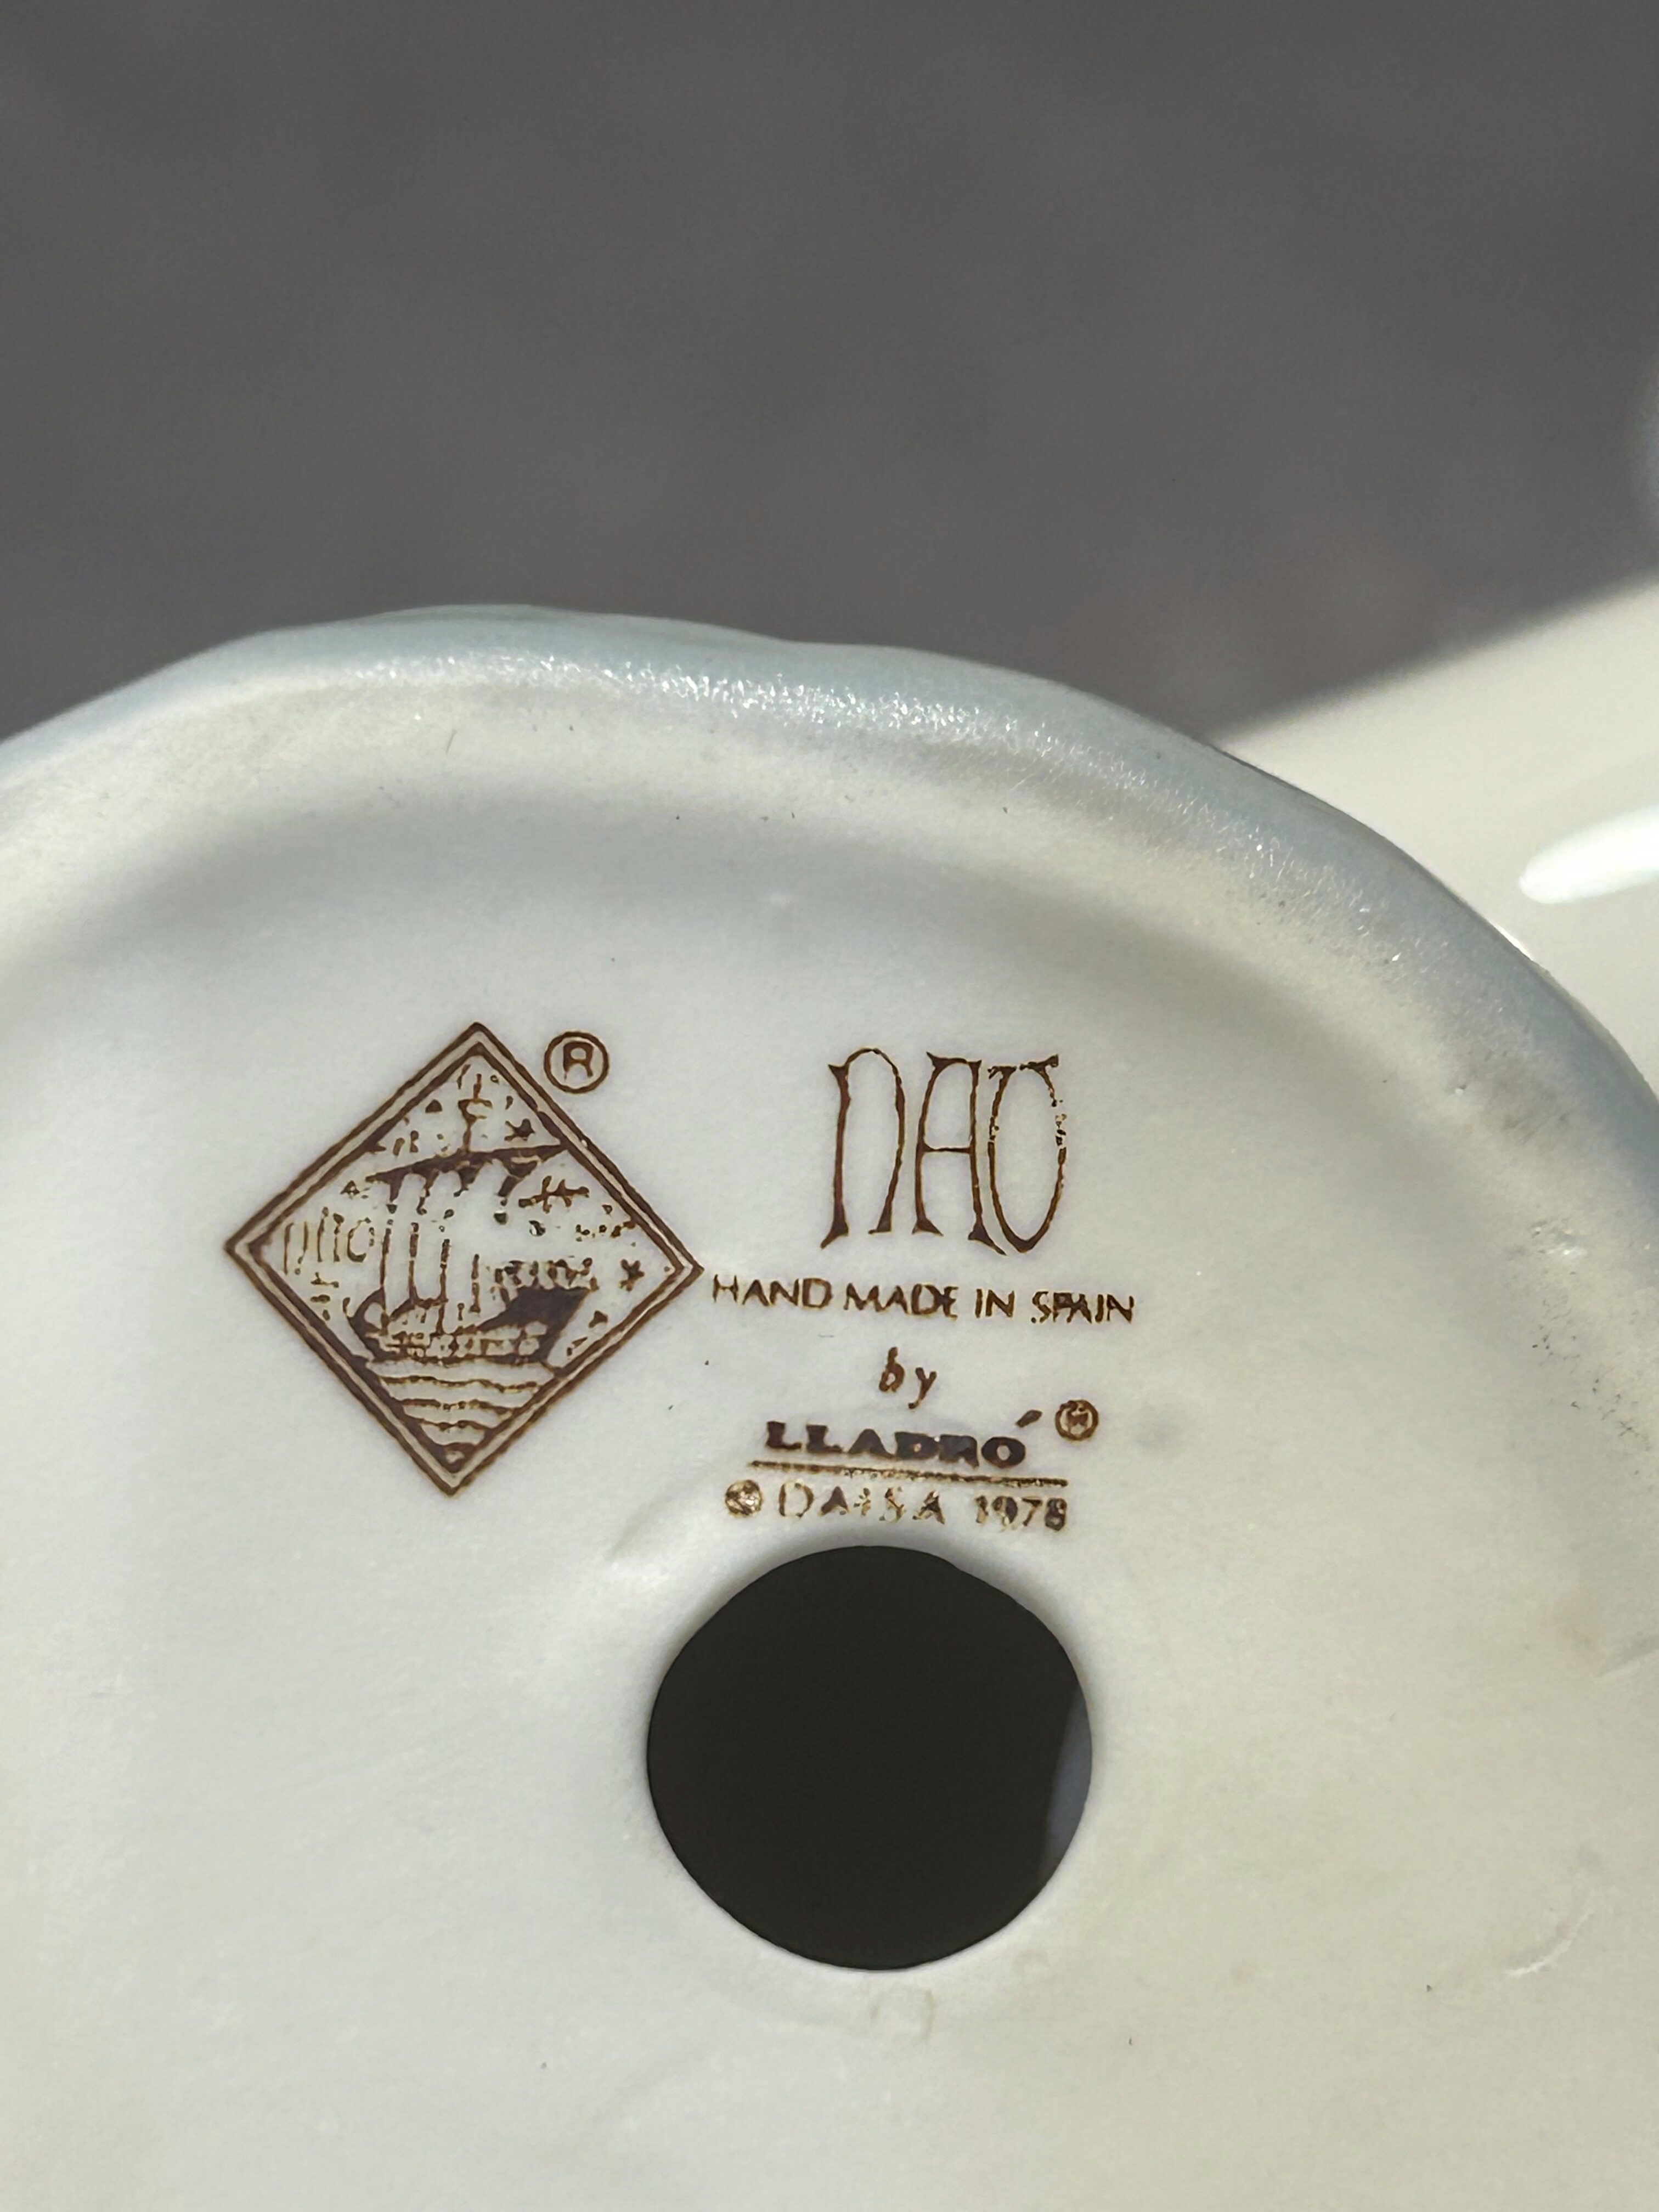 ®
NAO
HAND MADE IN SPAIN
by
LLADRÓ®
© DAISA 1978